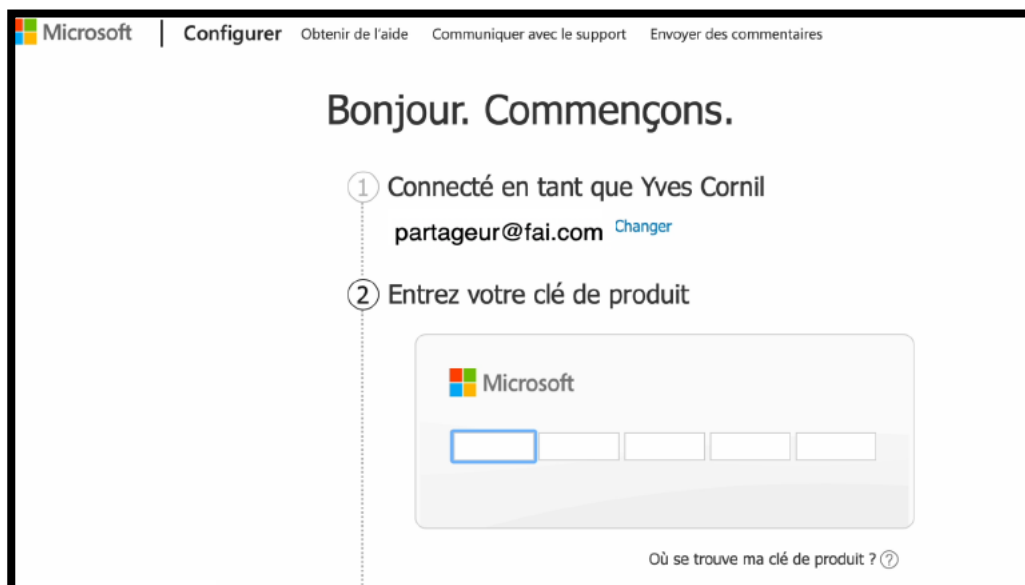 Microsoft | Configurer Obtenir de l'aide Communiquer avec le support Envoyer des commentaires
Bonjour. Commençons.
1 Connecté en tant que Yves Cornil
partageur@fai.com Changer
2 Entrez votre clé de produit
Microsoft
Où se trouve ma clé de produit ? ?